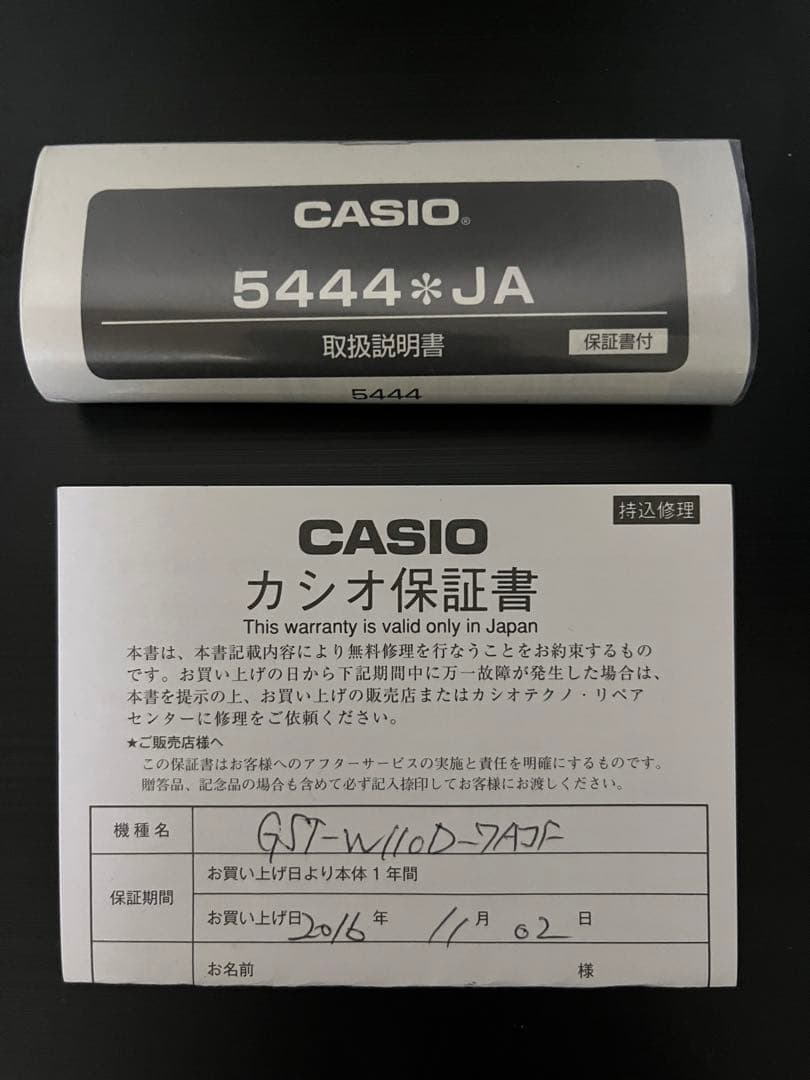 CASIO®
5444*JA
取扱説明書
保証書付
5444
持込修理
CASIO
カシオ保証書
This warranty is valid only in Japan
本書は、本書記載内容により無料修理を行なうことをお約束するもの
です。お買い上げの日から下記期間中に万一故障が発生した場合は、
本書を提示の上、お買い上げの販売店またはカシオテクノ・リペア
センターに修理をご依頼ください。
★ご販売店様へ
この保証書はお客様へのアフターサービスの実施と責任を明確にするものです。
贈答品、記念品の場合も含めて必ず記入捺印してお客様にお渡しください。
機種名 GST-W110D-7AJF
保証期間 お買い上げ日より本体1年間
お買い上げ日 2016 年 11 月 02 日
お名前 様